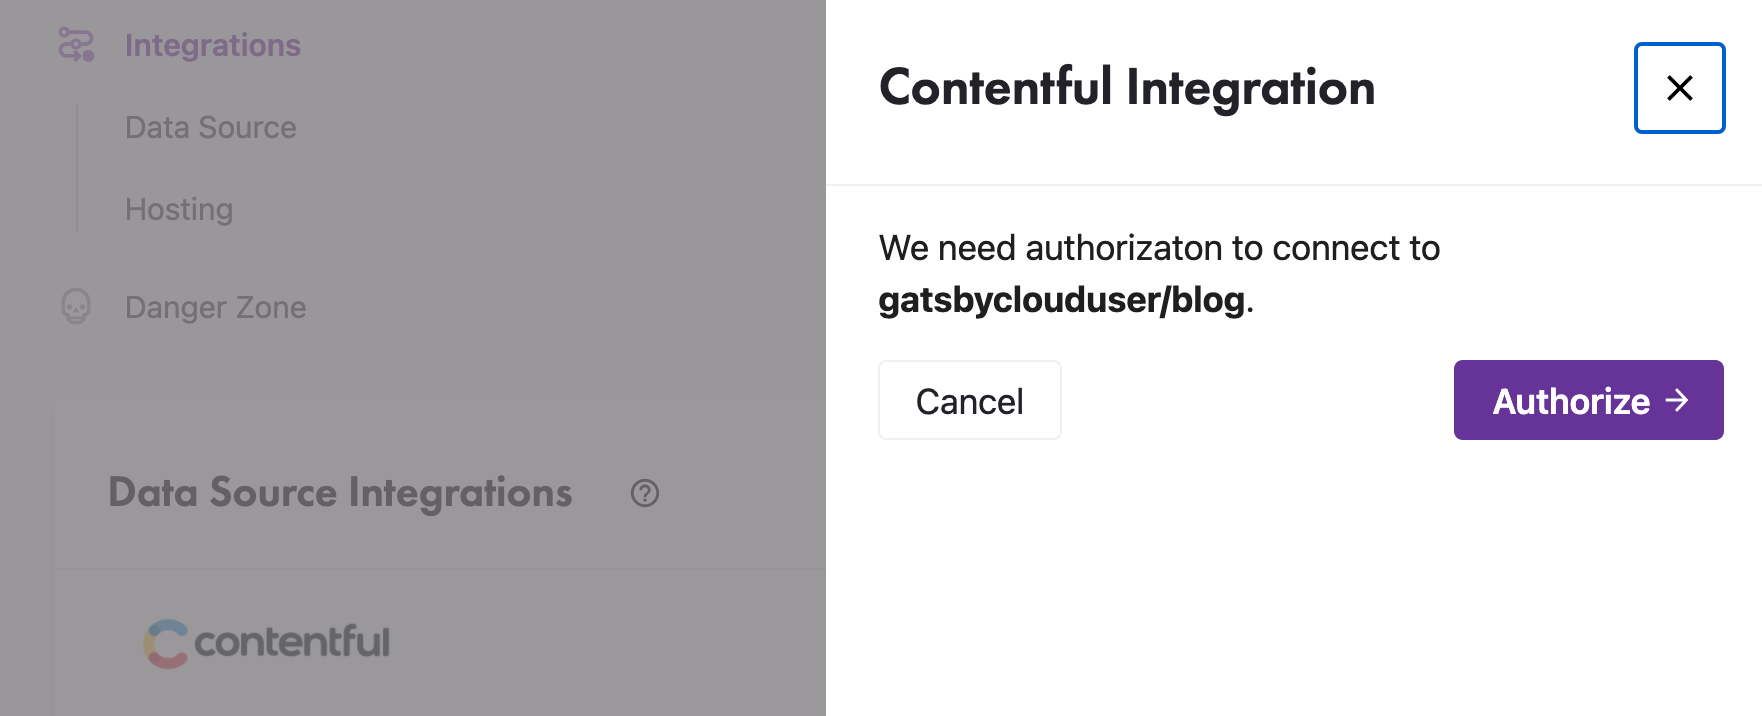 Integrations
Data Source
Hosting
Danger Zone
Data Source Integrations
contentful
Contentful Integration
We need authorizaton to connect to
gatsbyclouduser/blog.
Cancel
Authorize →